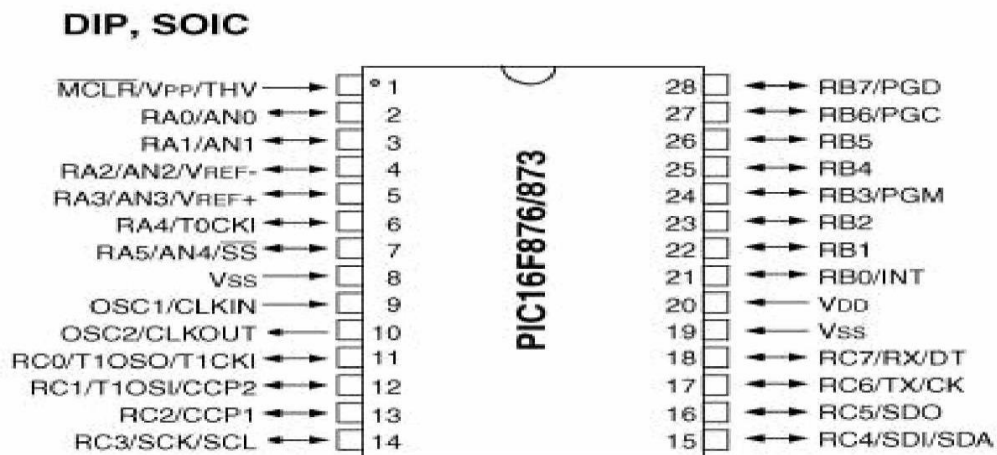 DIP, SOIC
MCLR/VPP/THV 1 28 RB7/PGD
RA0/AN0 2 27 RB6/PGC
RA1/AN1 3 26 RB5
RA2/AN2/VREF- 4 25 RB4
RA3/AN3/VREF+ 5 24 RB3/PGM
RA4/T0CKI 6 23 RB2
RA5/AN4/SS 7 22 RB1
VSS 8 21 RB0/INT
OSC1/CLKIN 9 20 VDD
OSC2/CLKOUT 10 19 VSS
RC0/T1OSO/T1CKI 11 18 RC7/RX/DT
RC1/T1OSI/CCP2 12 17 RC6/TX/CK
RC2/CCP1 13 16 RC5/SDO
RC3/SCK/SCL 14 15 RC4/SDI/SDA
PIC16F876/873